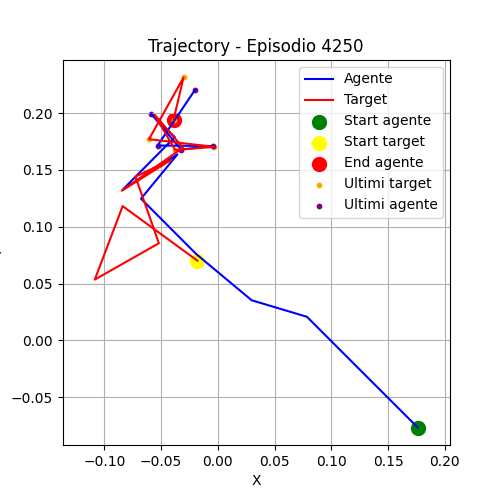 Trajectory - Episodio 4250
Agente
Target
Start agente
Start target
End agente
Ultimi target
Ultimi agente
0.20
0.15
0.10
0.05
0.00
−0.05
−0.10
−0.05
0.00
0.05
0.10
0.15
0.20
X